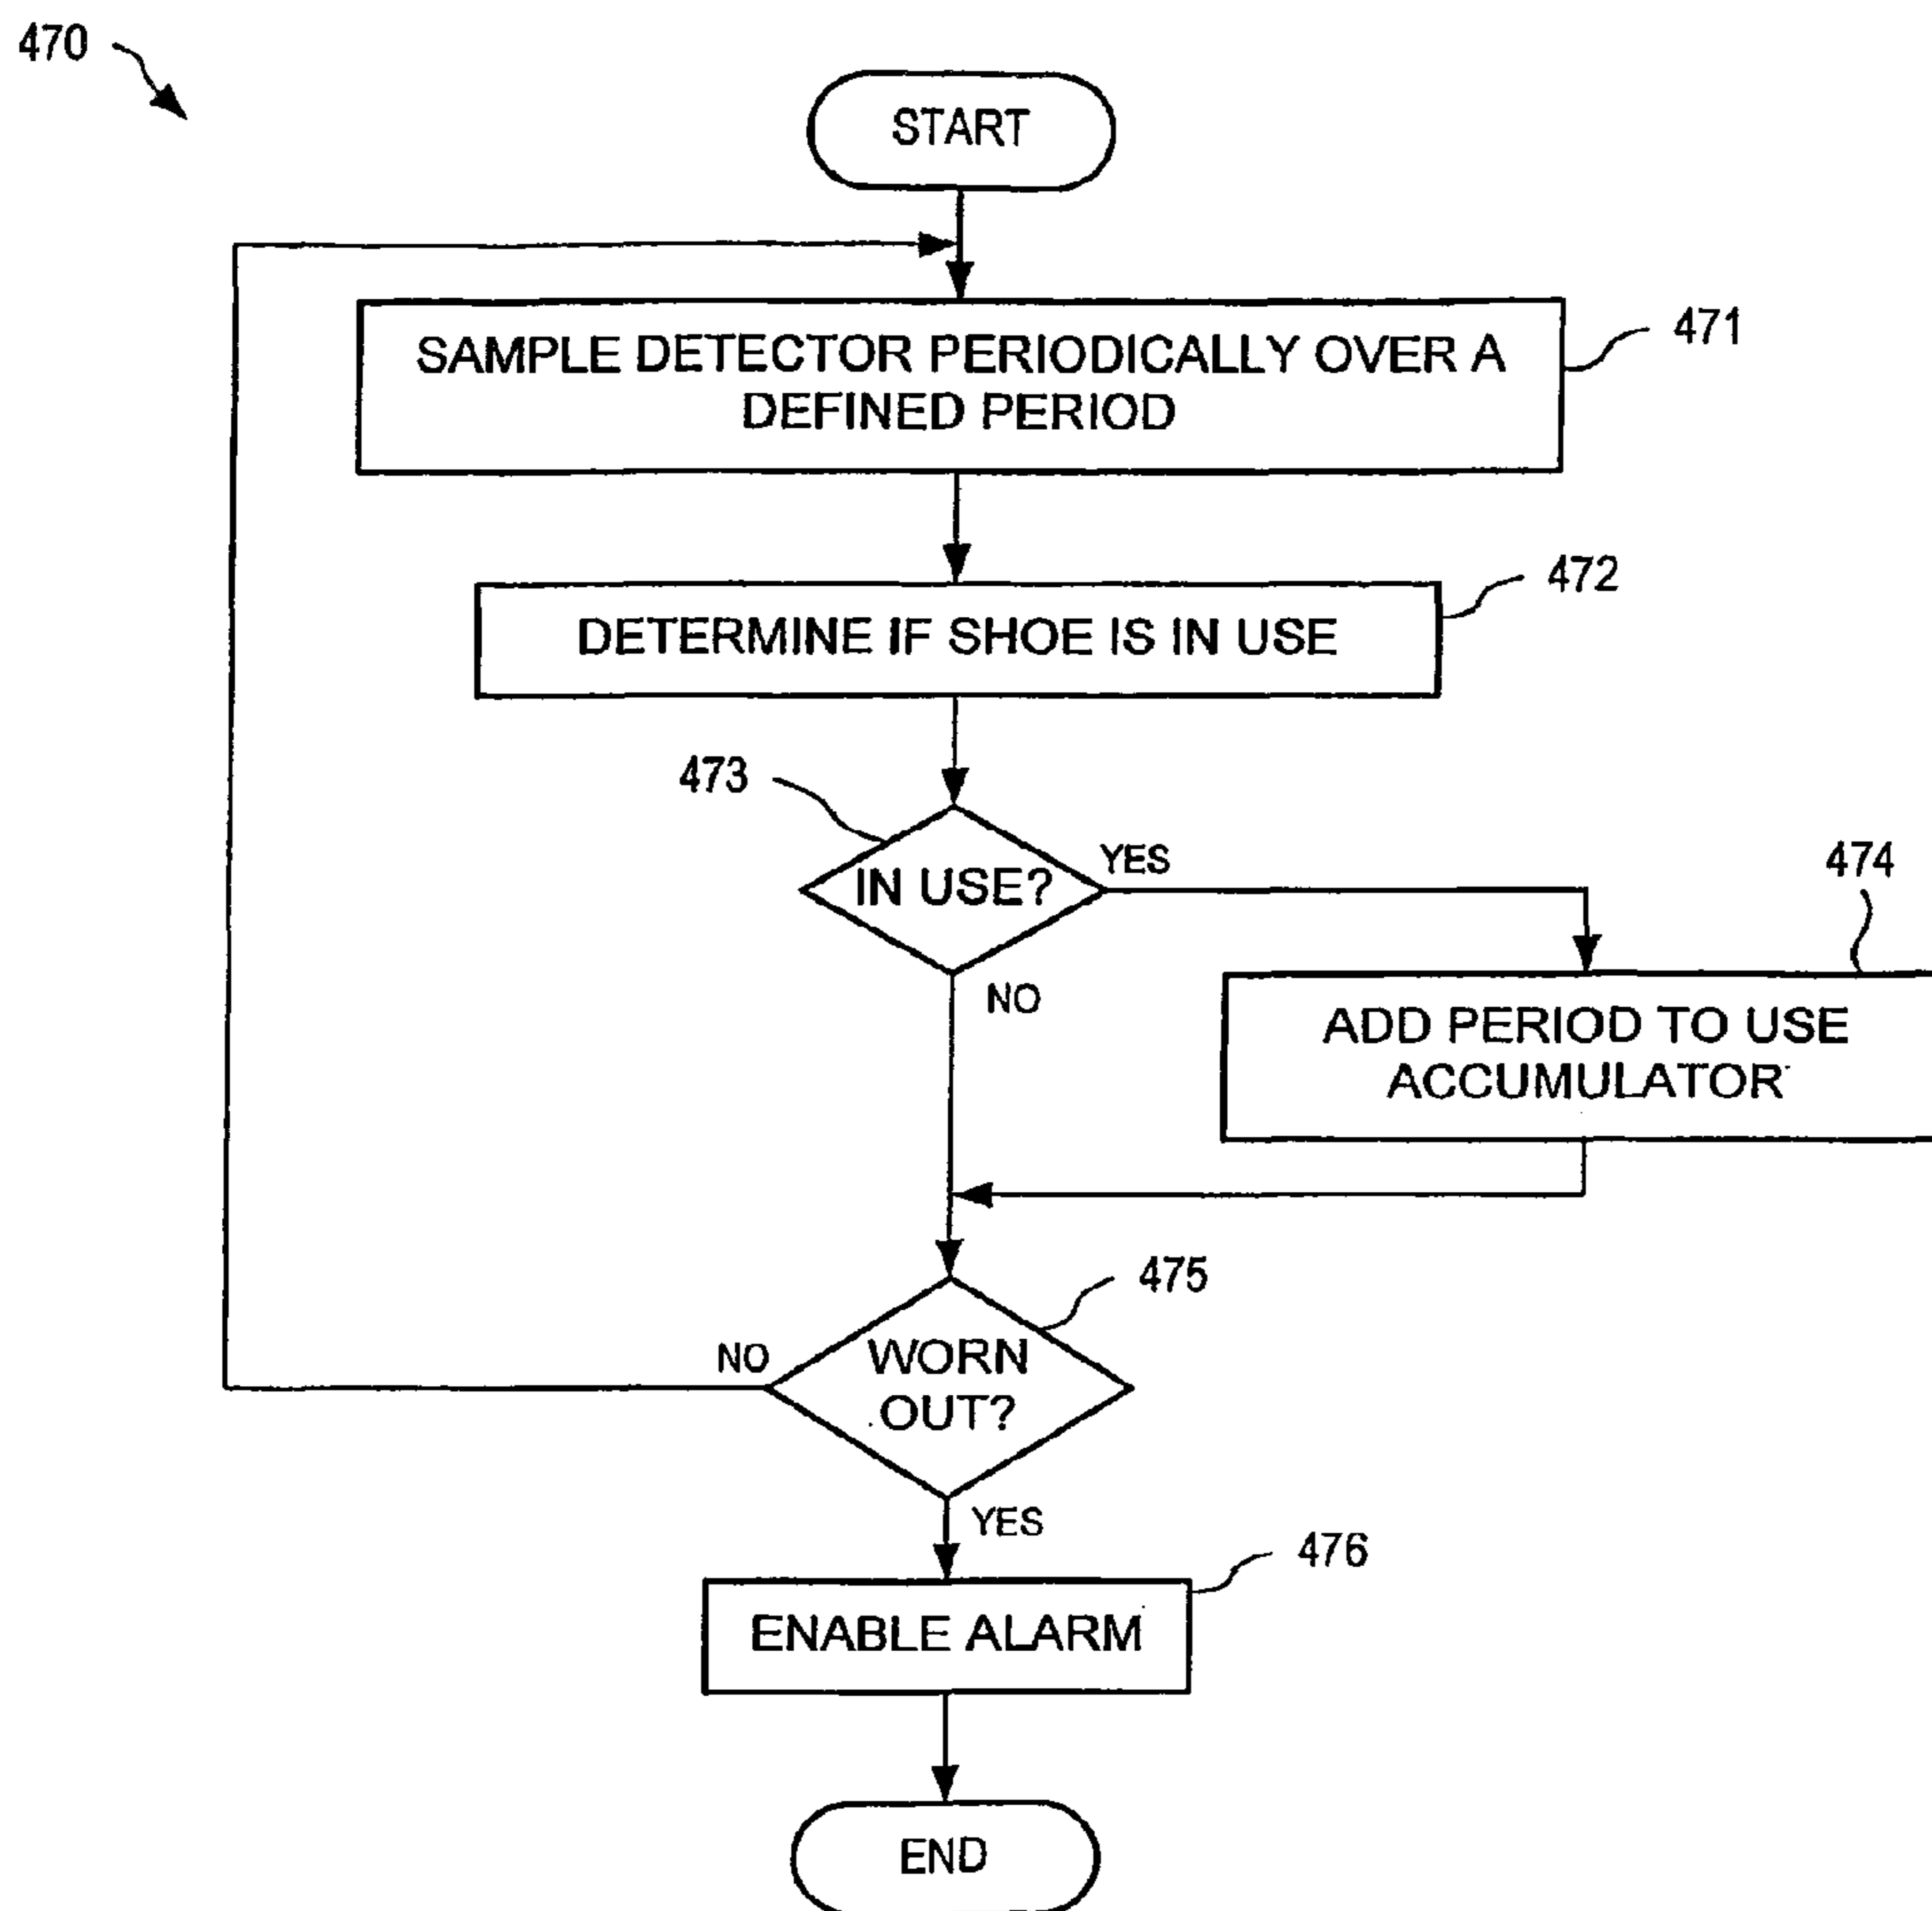 470
START
SAMPLE DETECTOR PERIODICALLY OVER A
DEFINED PERIOD
471
DETERMINE IF SHOE IS IN USE
472
473
IN USE?
YES
NO
474
ADD PERIOD TO USE
ACCUMULATOR
475
WORN
OUT?
NO
YES
476
ENABLE ALARM
END